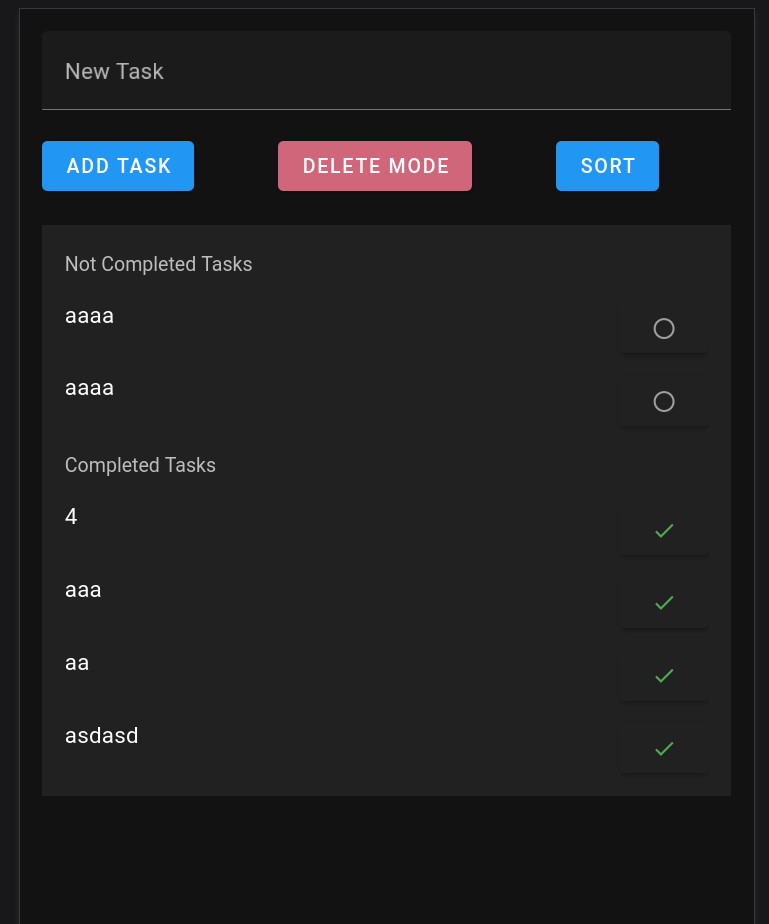 New Task
ADD TASK DELETE MODE SORT
Not Completed Tasks
aaaa
aaaa
Completed Tasks
4
aaa
aa
asdasd